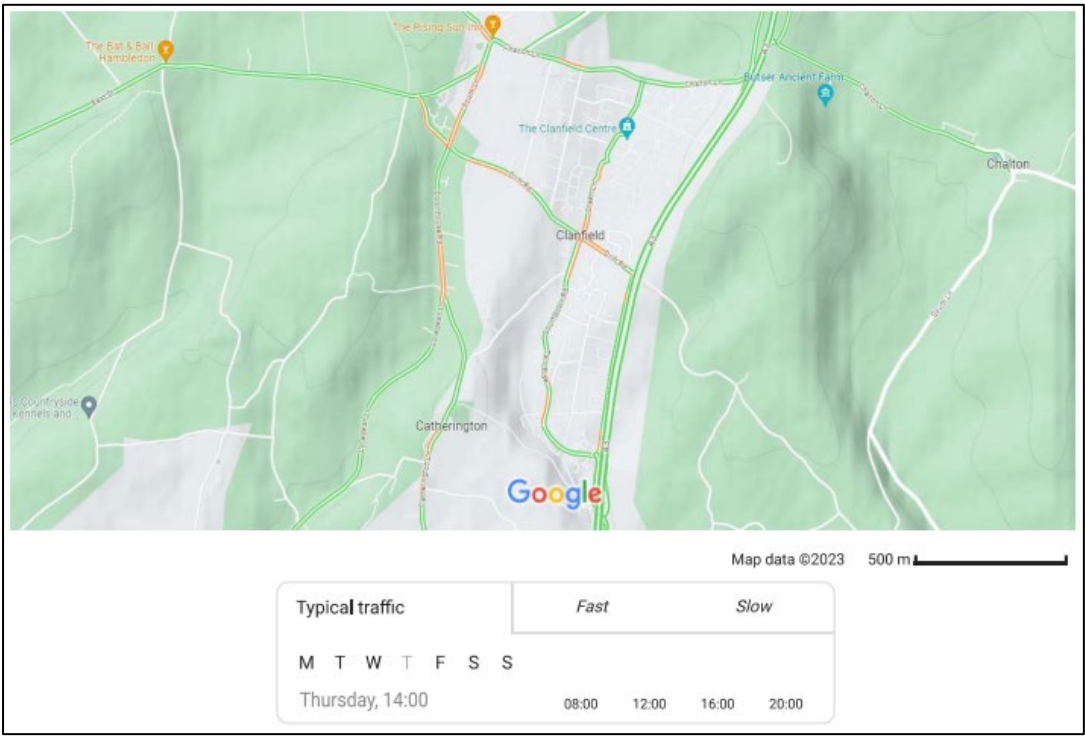 The Rising Sun Inn
The Bat & Ball
Hambledon
Butser Ancient Farm
The Clanfield Centre
Chalton
Clanfield
Kennels and ...
Countryside
Catherington
Google
Map data ©2023 500 m
Typical traffic Fast Slow
M T W T F S S
Thursday, 14:00 08:00 12:00 16:00 20:00